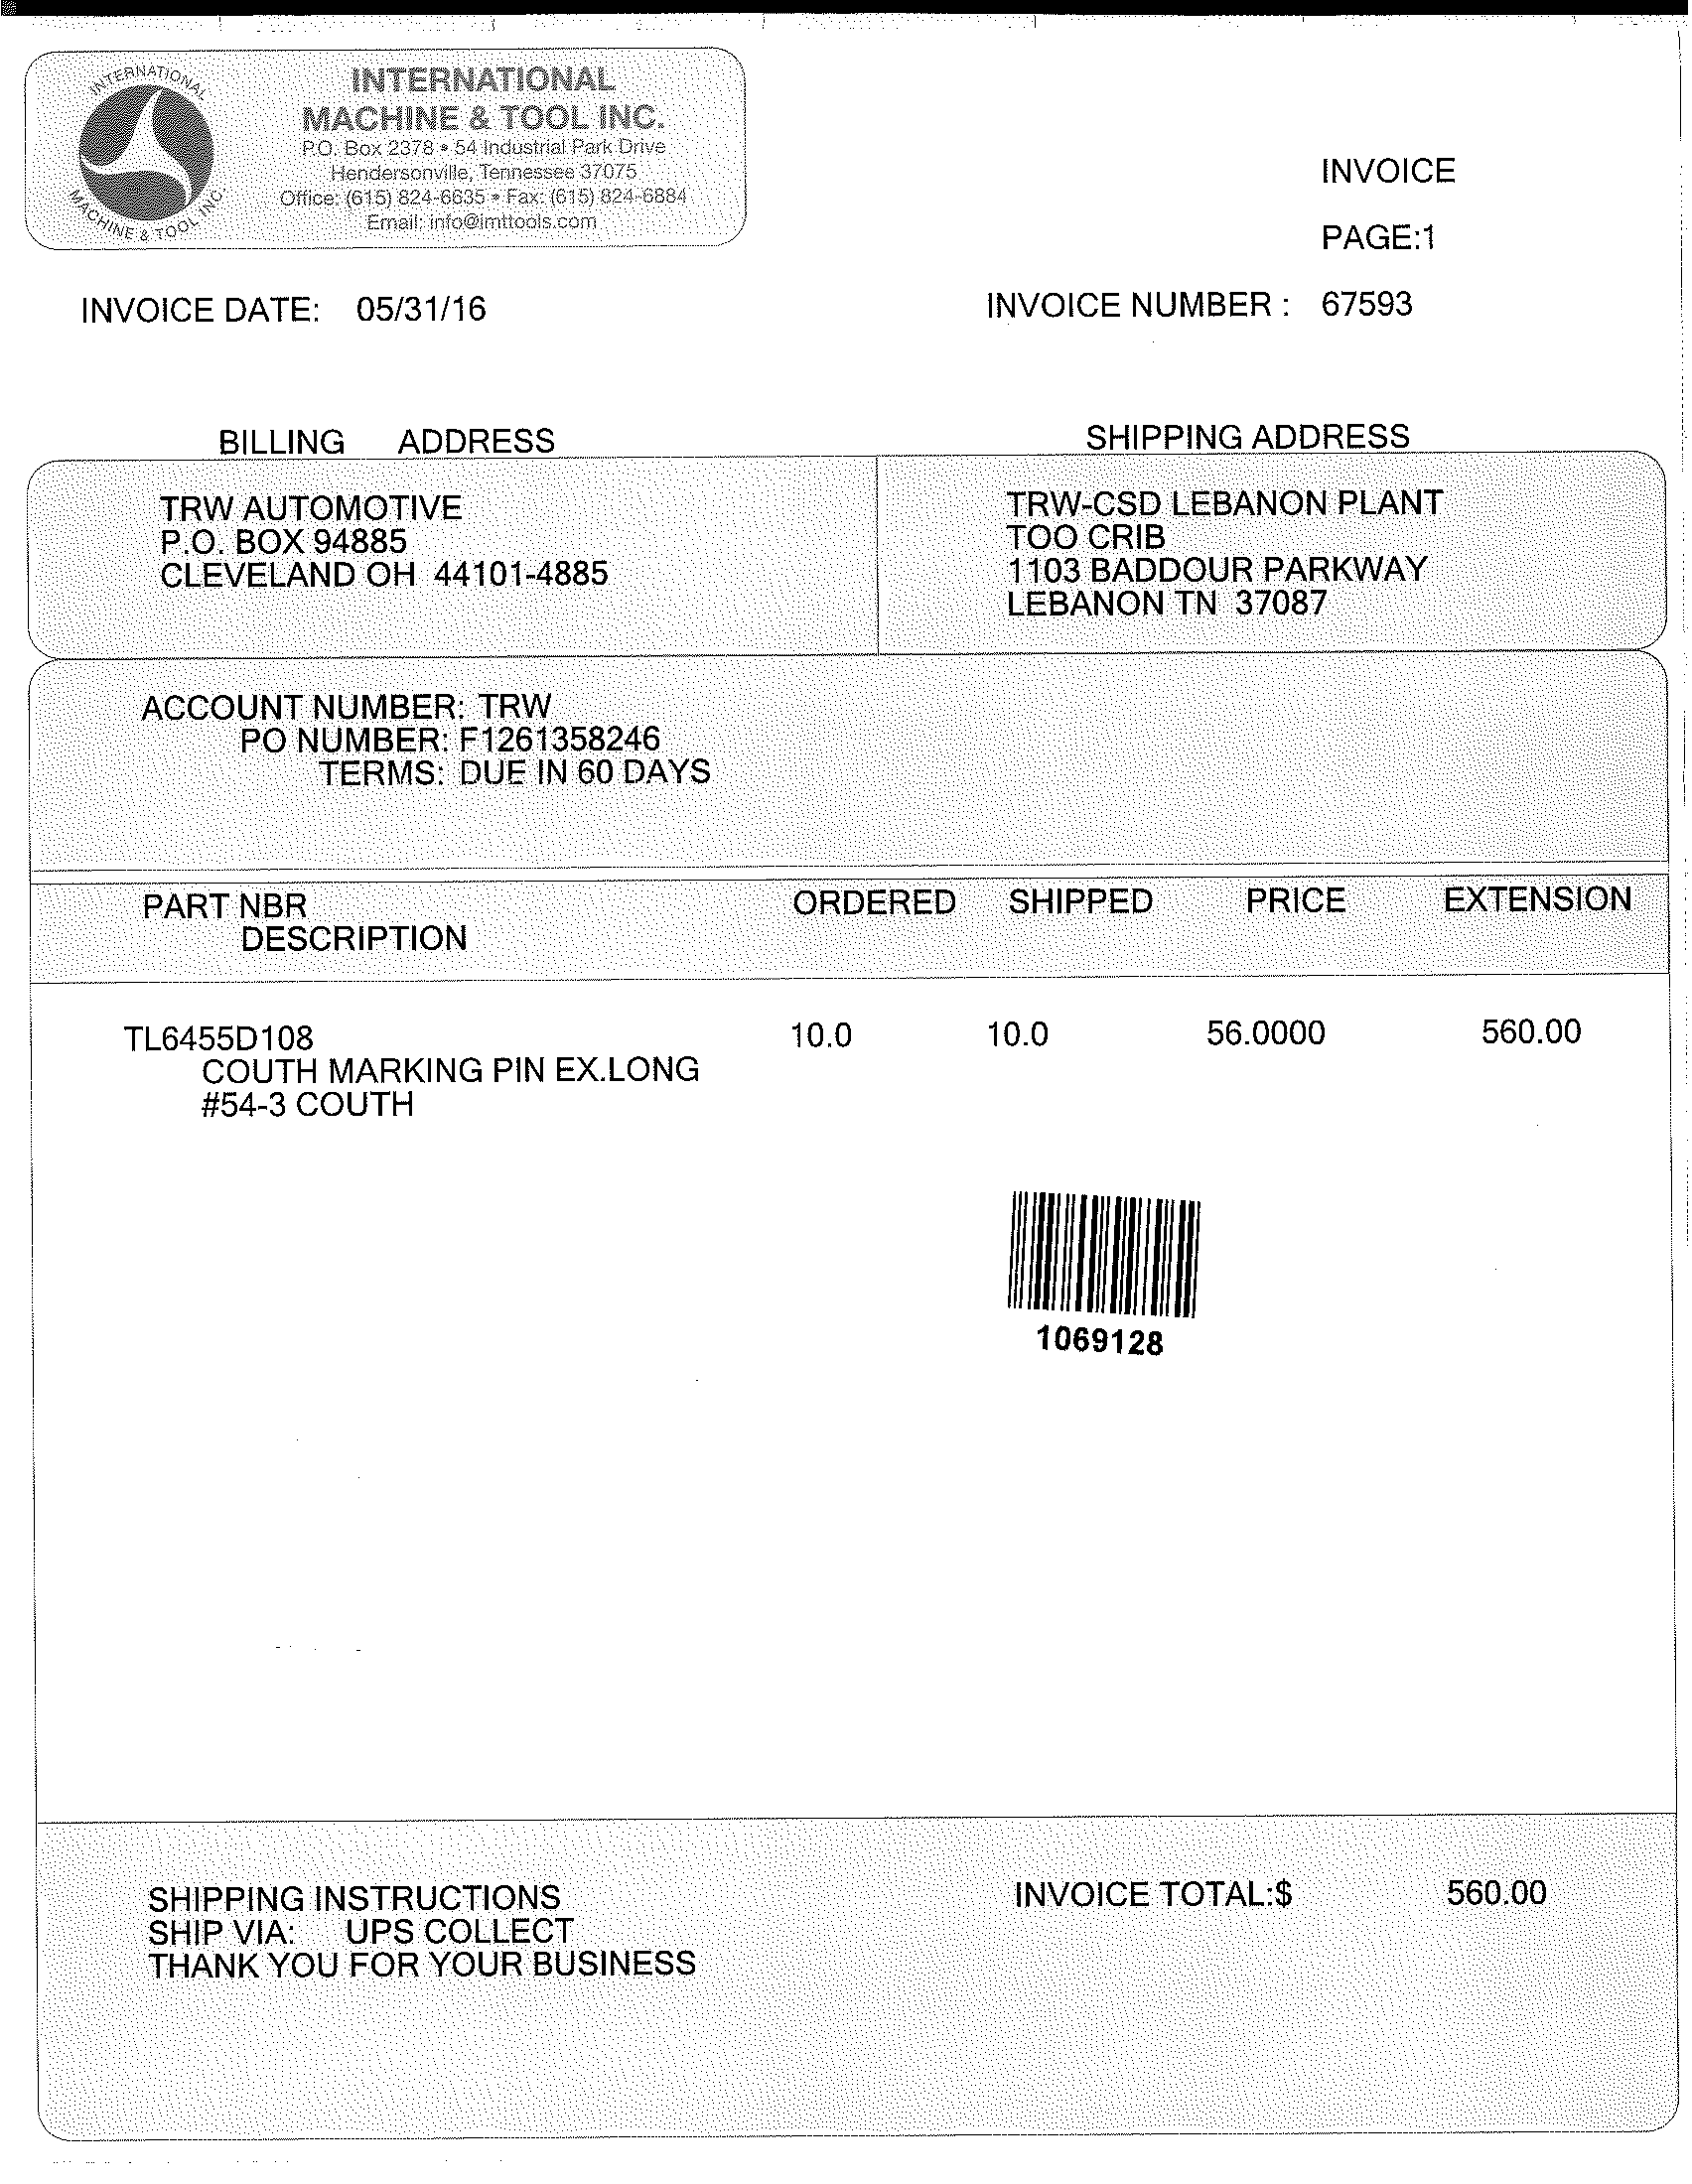 INTERNATIONAL
MACHINE & TOOL INC.
INTERNATIONAL
MACHINE & TOOL INC.
P.O. Box 2378 • 54 Industrial Park Drive
Hendersonville, Tennessee 37075
Office: (615) 824-6635 • Fax: (615) 824-6884
Email: info@imttools.com
INVOICE
PAGE:1
INVOICE DATE: 05/31/16
INVOICE NUMBER : 67593
BILLING ADDRESS
SHIPPING ADDRESS
TRW AUTOMOTIVE
P.O. BOX 94885
CLEVELAND OH 44101-4885
TRW-CSD LEBANON PLANT
TOO CRIB
1103 BADDOUR PARKWAY
LEBANON TN 37087
ACCOUNT NUMBER: TRW
PO NUMBER: F1261358246
TERMS: DUE IN 60 DAYS
PART NBR ORDERED SHIPPED PRICE EXTENSION
DESCRIPTION
TL6455D108 10.0 10.0 56.0000 560.00
COUTH MARKING PIN EX.LONG
#54-3 COUTH
1069128
SHIPPING INSTRUCTIONS
INVOICE TOTAL:$ 560.00
SHIP VIA: UPS COLLECT
THANK YOU FOR YOUR BUSINESS